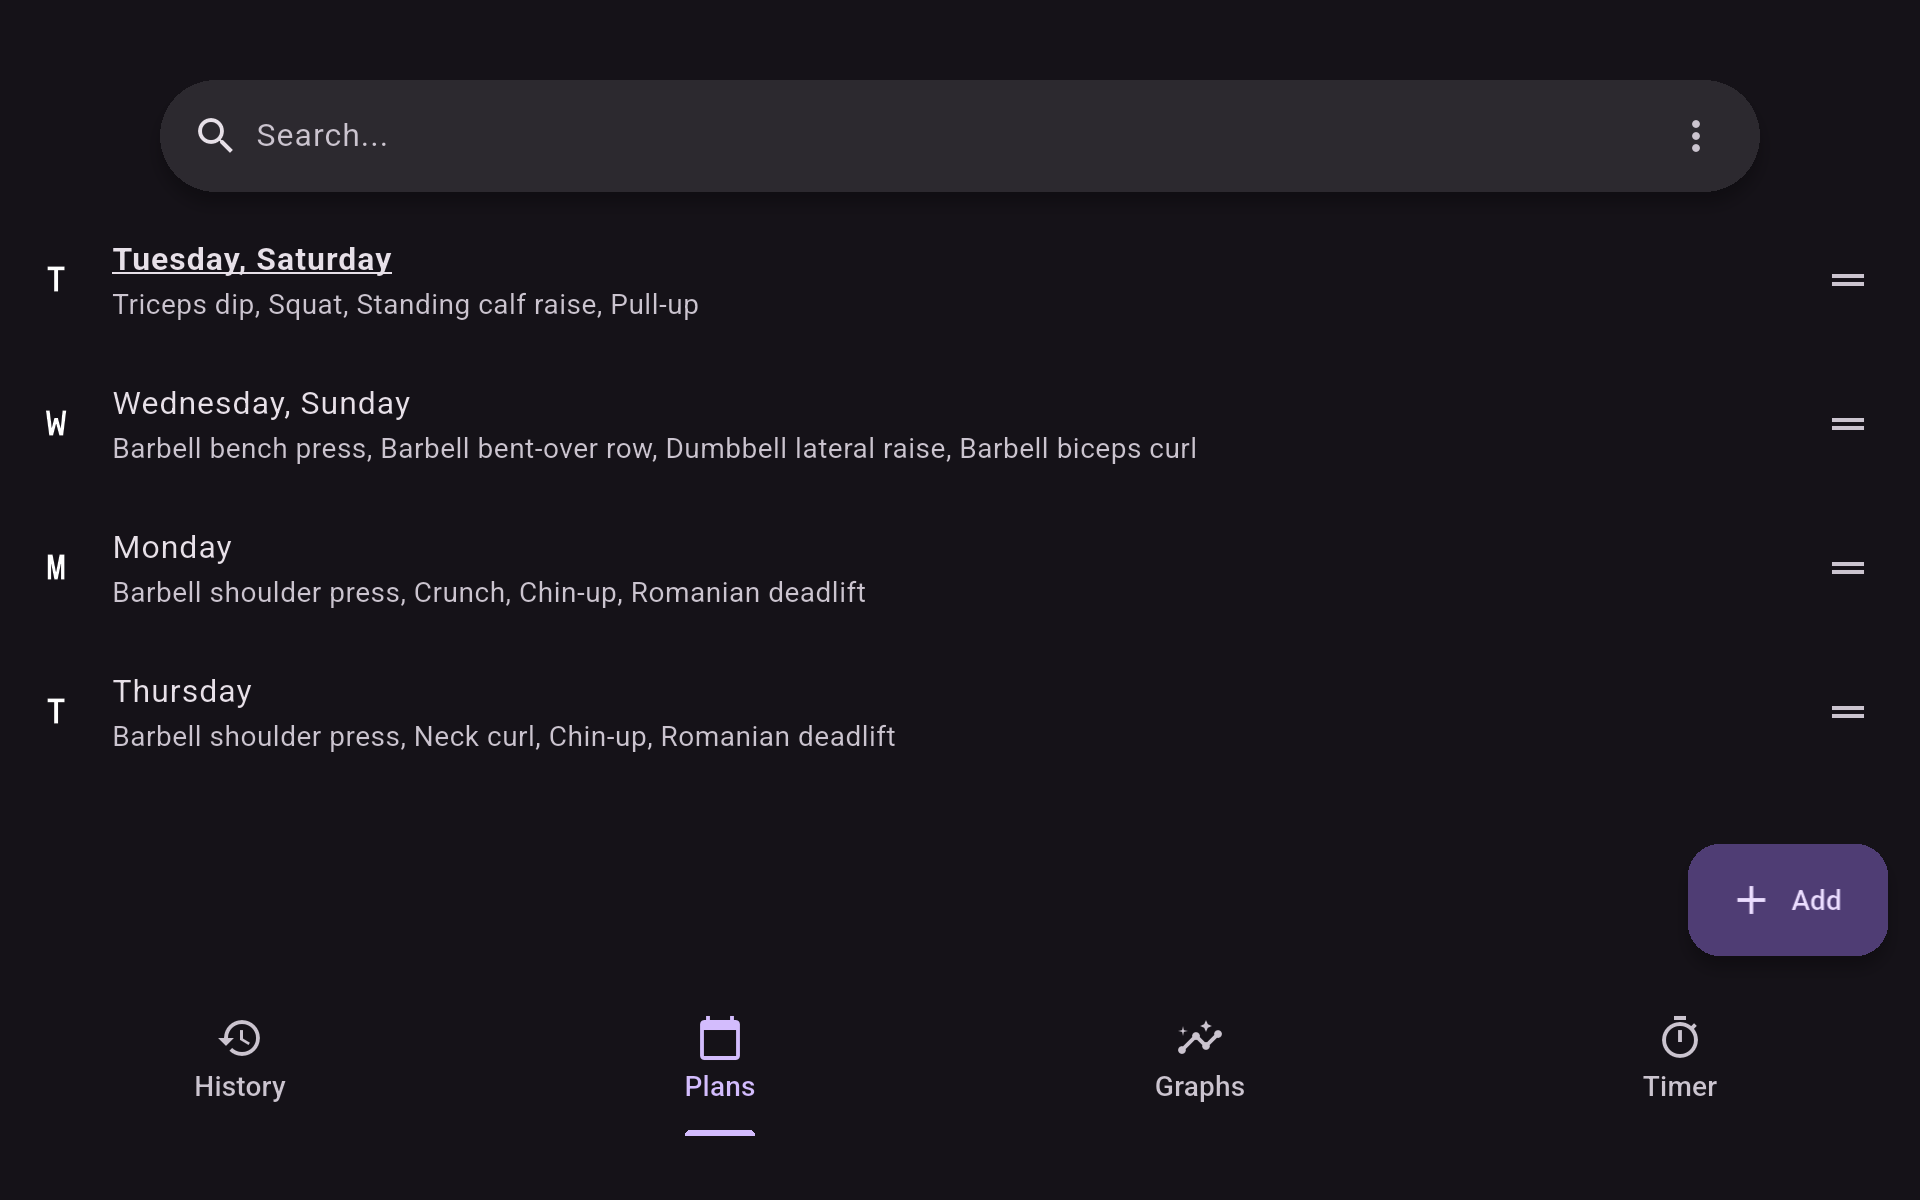 Search...
T
Tuesday, Saturday
Triceps dip, Squat, Standing calf raise, Pull-up
W
Wednesday, Sunday
Barbell bench press, Barbell bent-over row, Dumbbell lateral raise, Barbell biceps curl
M
Monday
Barbell shoulder press, Crunch, Chin-up, Romanian deadlift
T
Thursday
Barbell shoulder press, Neck curl, Chin-up, Romanian deadlift
Add
History
Plans
Graphs
Timer